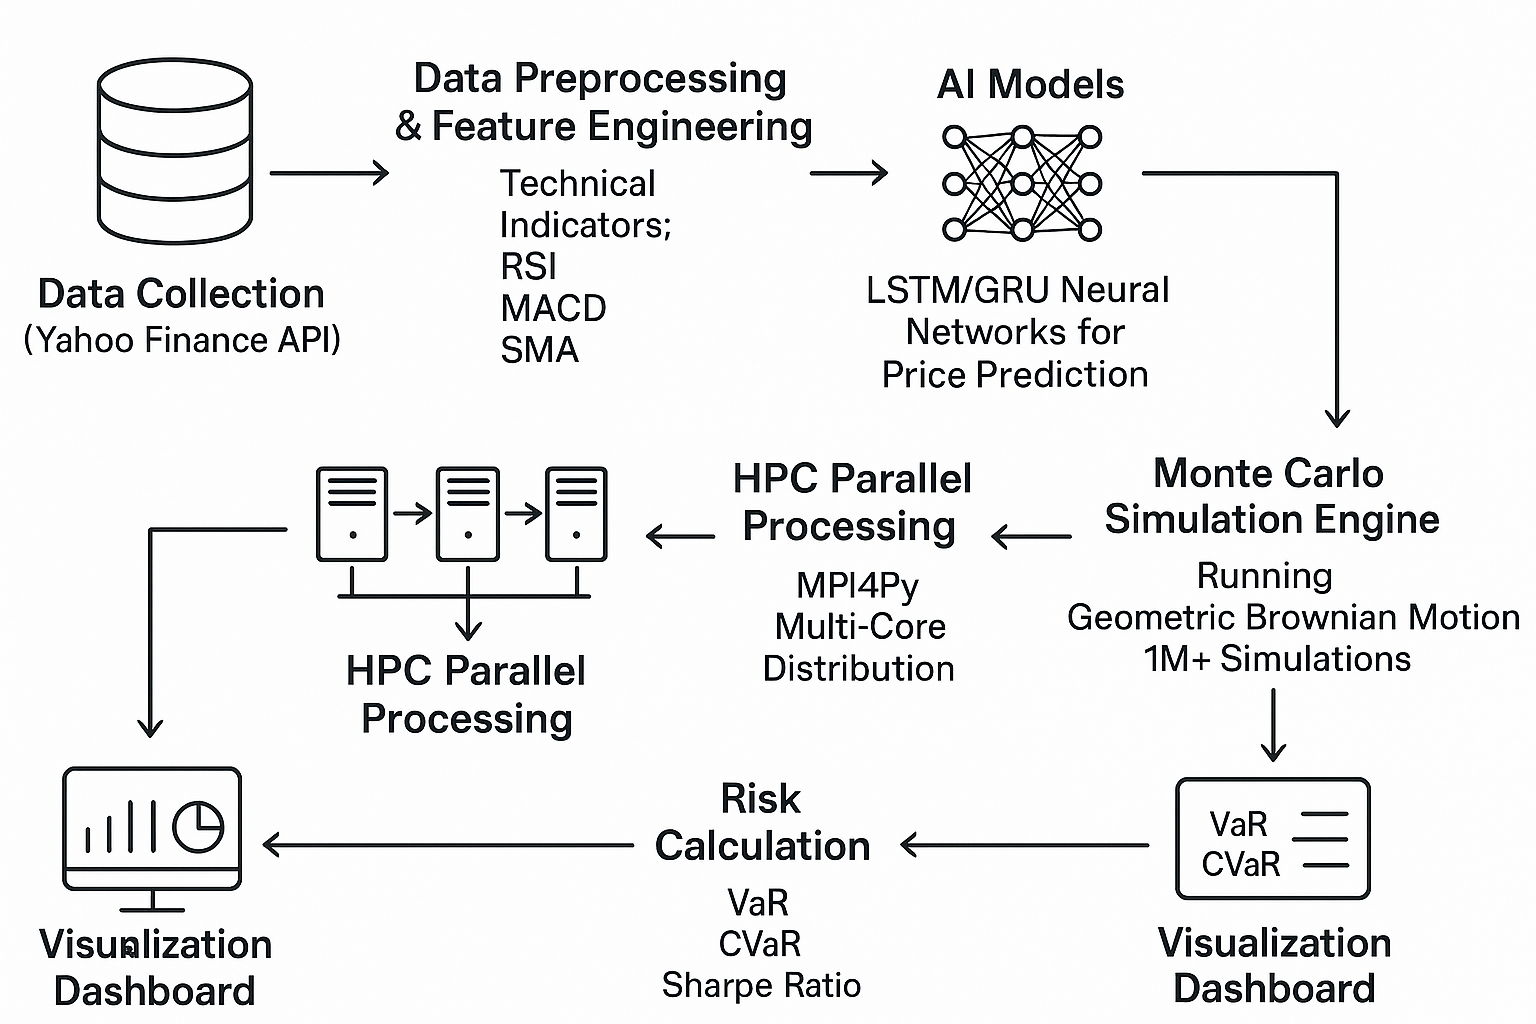 Data Preprocessing
& Feature Engineering
Technical
Indicators;
RSI
MACD
SMA
AI Models
LSTM/GRU Neural
Networks for
Price Prediction
Data Collection
(Yahoo Finance API)
Monte Carlo
Simulation Engine
Running
Geometric Brownian Motion
1M+ Simulations
HPC Parallel
Processing
MPI4Py
Multi-Core
Distribution
HPC Parallel
Processing
VaR
CVaR
Visualization
Dashboard
Risk
Calculation
VaR
CVaR
Sharpe Ratio
Visunlization
Dashboard